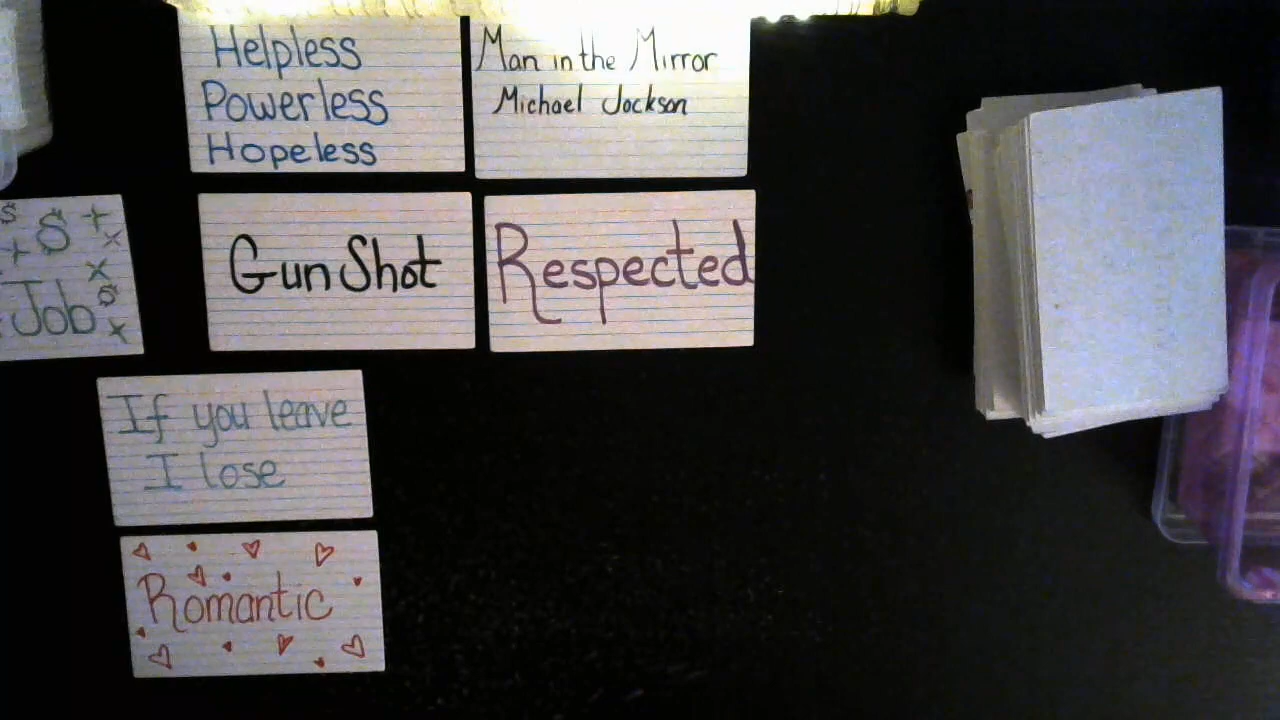 Helpless
Powerless
Hopeless
Man in the Mirror
Michael Jackson
$ $ + x
+ x
Job $ x
Gun Shot
Respected
If you leave
I lose
Romantic